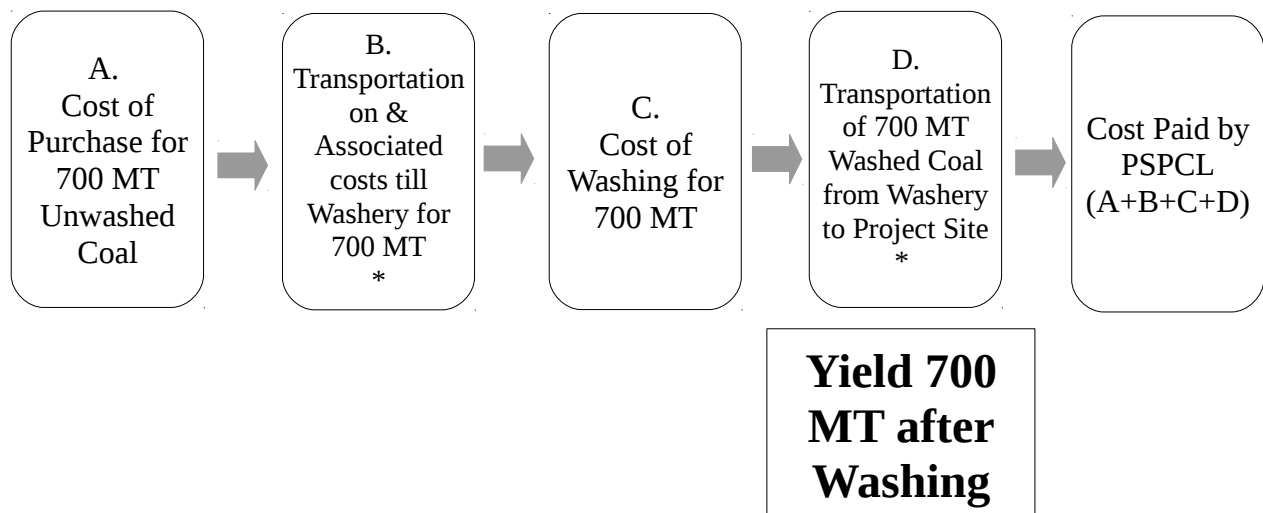 A.
Cost of
Purchase for
700 MT
Unwashed
Coal
B.
Transportation
on &
Associated
costs till
Washery for
700 MT
*
C.
Cost of
Washing for
700 MT
D.
Transportation
of 700 MT
Washed Coal
from Washery
to Project Site
*
Cost Paid by
PSPCL
(A+B+C+D)
Yield 700
MT after
Washing